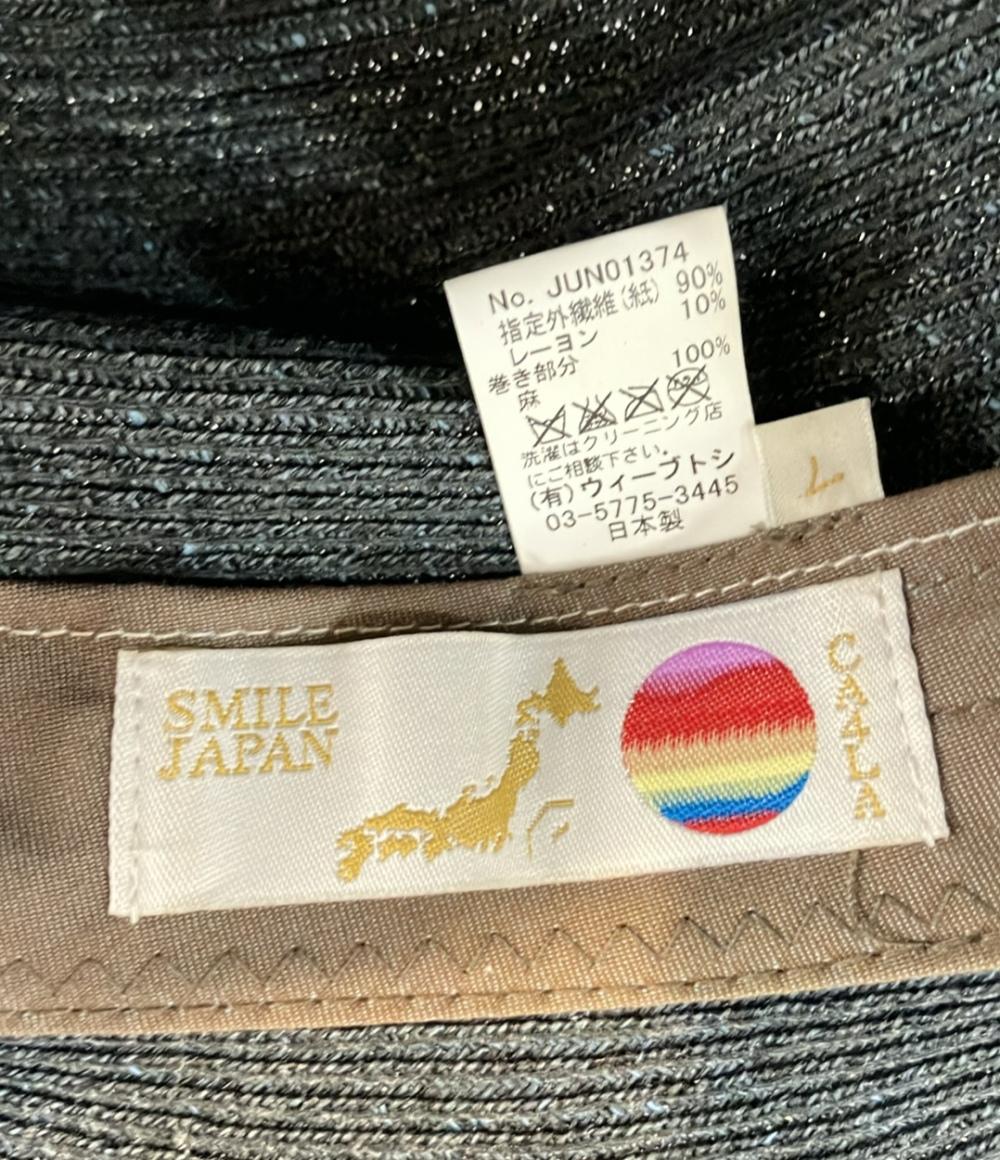 No. JUN01374
指定外繊維(紙) 90%
レーヨン 10%
巻き部分
麻 100%
洗濯はクリーニング店
にご相談下さい。
(有)ウィーブトシ
03-5775-3445
日本製
L
SMILE
JAPAN
CA4LA